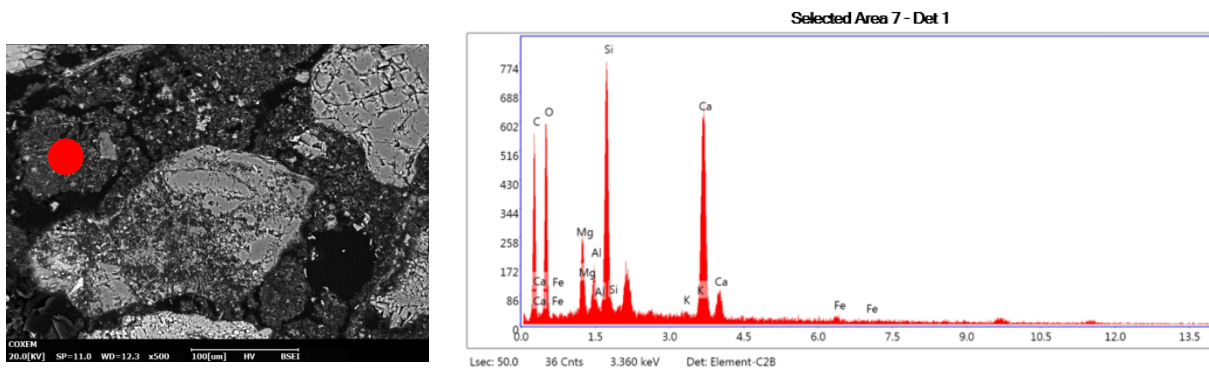 Selected Area 7 - Det 1
774
688
602
516
430
344
258
172
86
0
C
O
Si
Ca
Mg
Al
Mg
Ca
Fe
Al
Si
Ca
Fe
K
K
Ca
Fe
Fe
0.0 1.5 3.0 4.5 6.0 7.5 9.0 10.5 12.0 13.5
Lsec: 50.0 36 Cnts 3.360 keV Det: Element-C2B
COXEM
20.0[KV] SP=11.0 WD=12.3 x500 100[um] HV BSEI